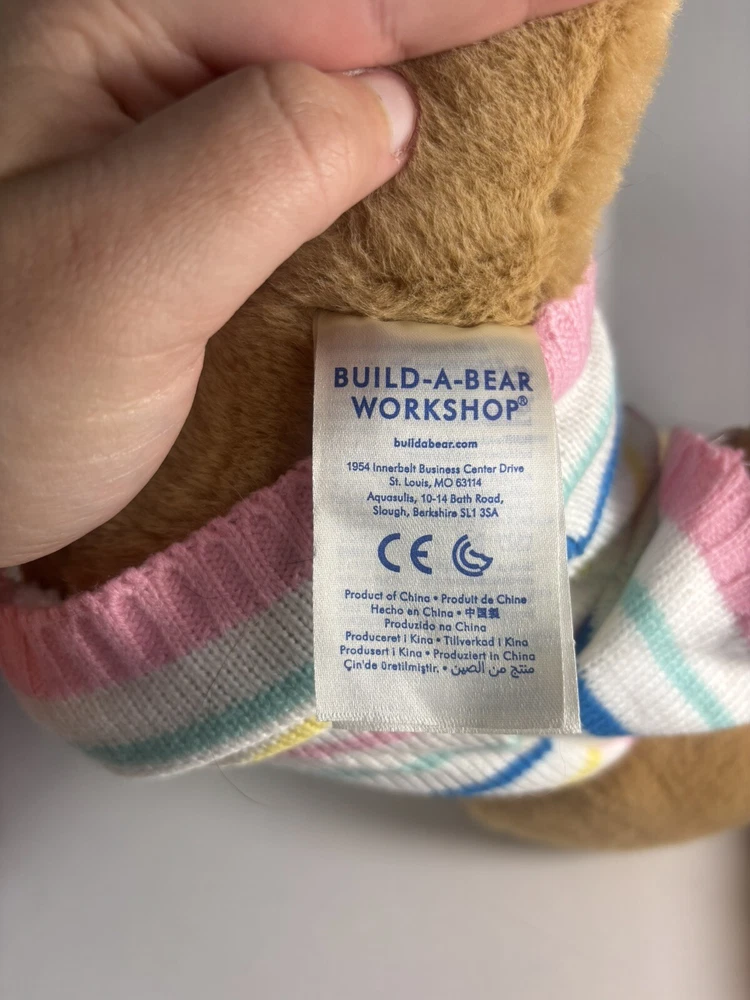 BUILD-A-BEAR
WORKSHOP®
buildabear.com
1954 Innerbelt Business Center Drive
St. Louis, MO 63114
Aquasulis, 10-14 Bath Road,
Slough, Berkshire SL1 3SA
CE
Product of China • Produit de Chine
Hecho en China • 中国製
Produzido na China
Produceret i Kina • Tillverkad i Kina
Produsert i Kina • Produziert in China
Çin'de üretilmiştir. • منتج من الصين